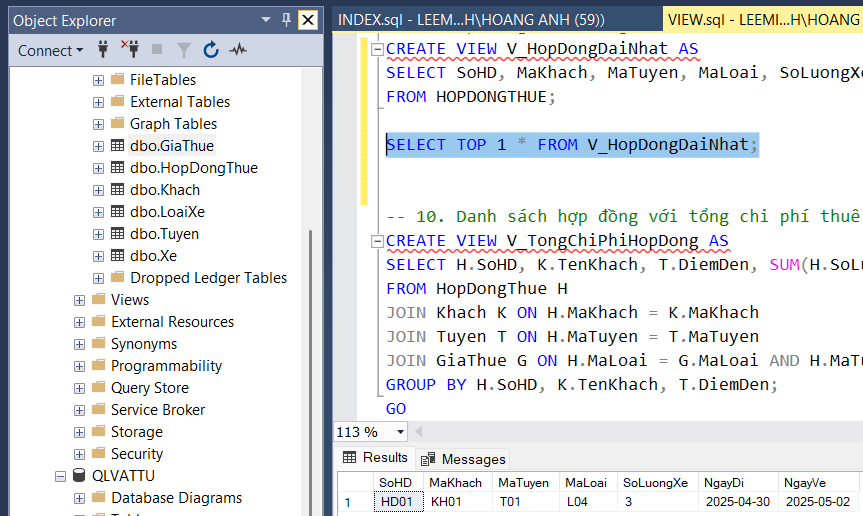 Object Explorer
Connect
FileTables
External Tables
Graph Tables
dbo.GiaThue
dbo.HopDongThue
dbo.Khach
dbo.LoaiXe
dbo.Tuyen
dbo.Xe
Dropped Ledger Tables
Views
External Resources
Synonyms
Programmability
Query Store
Service Broker
Storage
Security
QLVATTU
Database Diagrams
INDEX.sql - LEEM...H\HOANG ANH (59))
VIEW.sql - LEEMI...H\HOANG
CREATE VIEW V_HopDongDaiNhat AS
SELECT SoHD, MaKhach, MaTuyen, MaLoai, SoLuongXe
FROM HOPDONGTHUE;
SELECT TOP 1 * FROM V_HopDongDaiNhat;
-- 10. Danh sách hợp đồng với tổng chi phí thuê
CREATE VIEW V_TongChiPhiHopDong AS
SELECT H.SoHD, K.TenKhach, T.DiemDen, SUM(H.SoLu
FROM HopDongThue H
JOIN Khach K ON H.MaKhach = K.MaKhach
JOIN Tuyen T ON H.MaTuyen = T.MaTuyen
JOIN GiaThue G ON H.MaLoai = G.MaLoai AND H.MaTu
GROUP BY H.SoHD, K.TenKhach, T.DiemDen;
GO
113 %
Results Messages
SoHD MaKhach MaTuyen MaLoai SoLuongXe NgayDi NgayVe
1 HD01 KH01 T01 L04 3 2025-04-30 2025-05-02